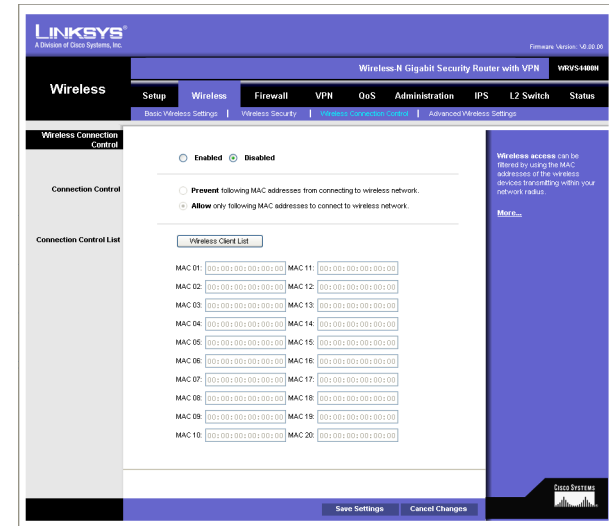 LINKSYS®
A Division of Cisco Systems, Inc.
Firmware Version: V0.00.06
Wireless-N Gigabit Security Router with VPN WRVS4400N
Wireless
Setup Wireless Firewall VPN QoS Administration IPS L2 Switch Status
Basic Wireless Settings | Wireless Security | Wireless Connection Control | Advanced Wireless Settings
Wireless Connection
Control
Enabled Disabled
Connection Control
Prevent following MAC addresses from connecting to wireless network.
Allow only following MAC addresses to connect to wireless network.
Connection Control List
Wireless Client List
MAC 01: 00:00:00:00:00:00 MAC 11: 00:00:00:00:00:00
MAC 02: 00:00:00:00:00:00 MAC 12: 00:00:00:00:00:00
MAC 03: 00:00:00:00:00:00 MAC 13: 00:00:00:00:00:00
MAC 04: 00:00:00:00:00:00 MAC 14: 00:00:00:00:00:00
MAC 05: 00:00:00:00:00:00 MAC 15: 00:00:00:00:00:00
MAC 06: 00:00:00:00:00:00 MAC 16: 00:00:00:00:00:00
MAC 07: 00:00:00:00:00:00 MAC 17: 00:00:00:00:00:00
MAC 08: 00:00:00:00:00:00 MAC 18: 00:00:00:00:00:00
MAC 09: 00:00:00:00:00:00 MAC 19: 00:00:00:00:00:00
MAC 10: 00:00:00:00:00:00 MAC 20: 00:00:00:00:00:00
Wireless access can be
filtered by using the MAC
addresses of the wireless
devices transmitting within your
network radius.
More...
Save Settings Cancel Changes
CISCO SYSTEMS